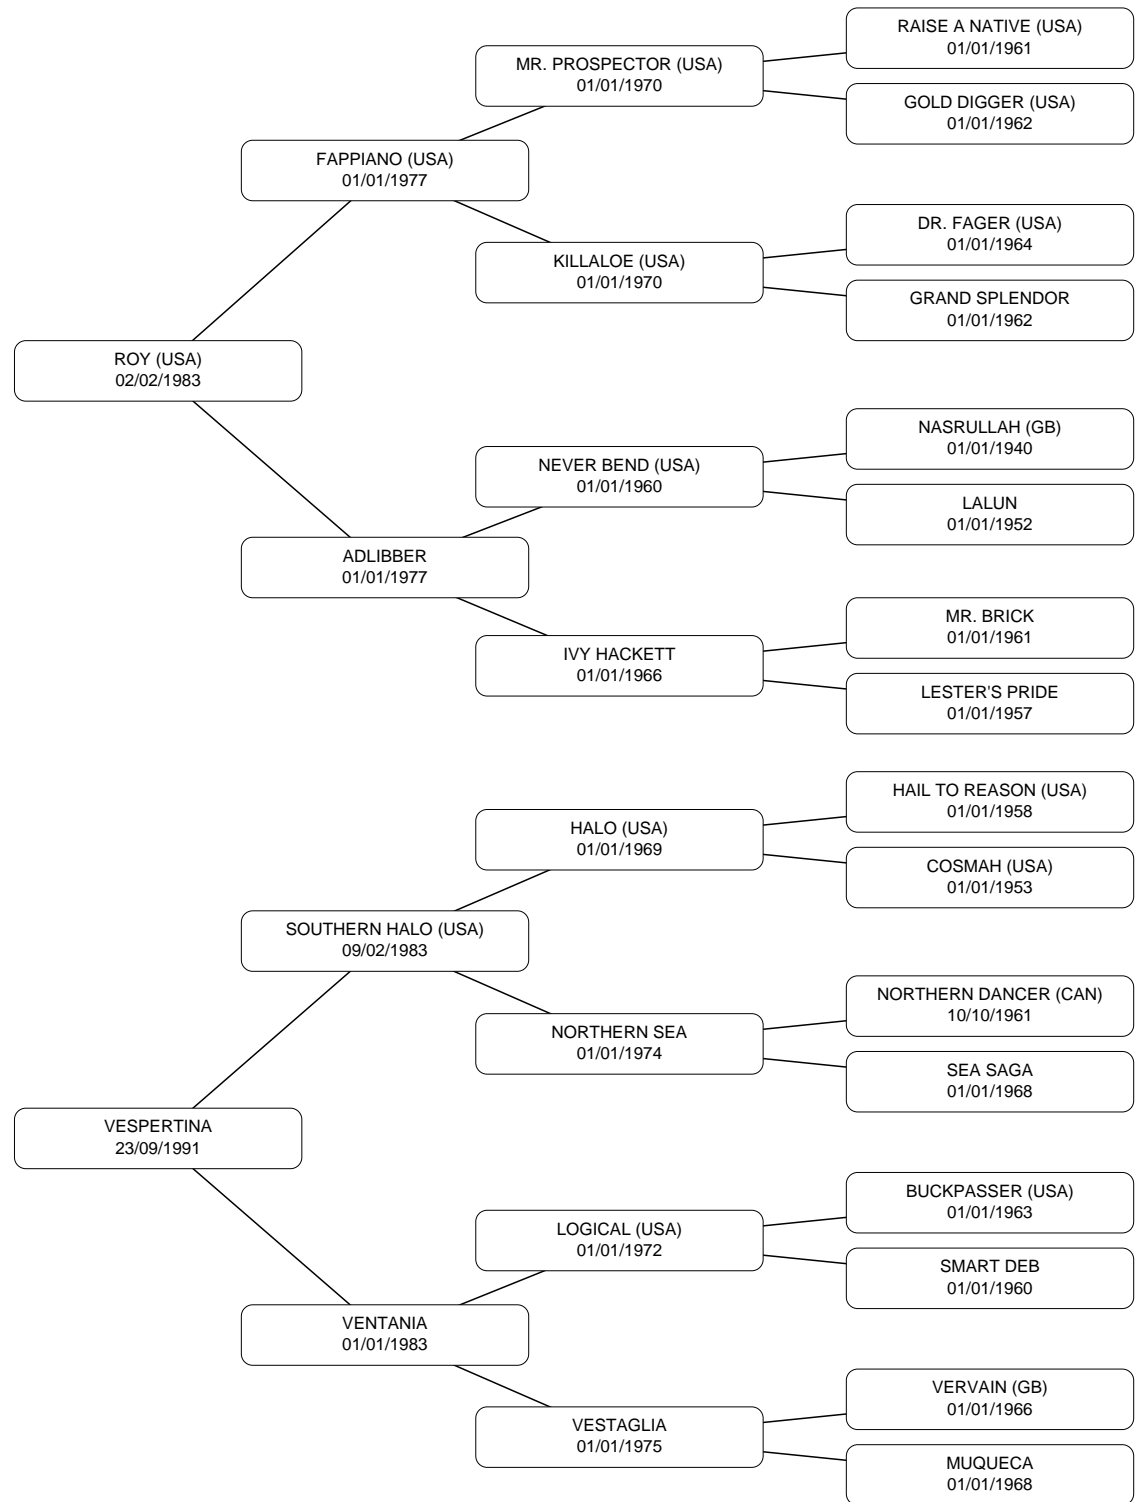 RAISE A NATIVE (USA)
01/01/1961
MR. PROSPECTOR (USA)
01/01/1970
GOLD DIGGER (USA)
01/01/1962
FAPPIANO (USA)
01/01/1977
DR. FAGER (USA)
01/01/1964
KILLALOE (USA)
01/01/1970
GRAND SPLENDOR
01/01/1962
ROY (USA)
02/02/1983
NASRULLAH (GB)
01/01/1940
NEVER BEND (USA)
01/01/1960
LALUN
01/01/1952
ADLIBBER
01/01/1977
MR. BRICK
01/01/1961
IVY HACKETT
01/01/1966
LESTER'S PRIDE
01/01/1957
HAIL TO REASON (USA)
01/01/1958
HALO (USA)
01/01/1969
COSMAH (USA)
01/01/1953
SOUTHERN HALO (USA)
09/02/1983
NORTHERN DANCER (CAN)
10/10/1961
NORTHERN SEA
01/01/1974
SEA SAGA
01/01/1968
VESPERTINA
23/09/1991
BUCKPASSER (USA)
01/01/1963
LOGICAL (USA)
01/01/1972
SMART DEB
01/01/1960
VENTANIA
01/01/1983
VERVAIN (GB)
01/01/1966
VESTAGLIA
01/01/1975
MUQUECA
01/01/1968